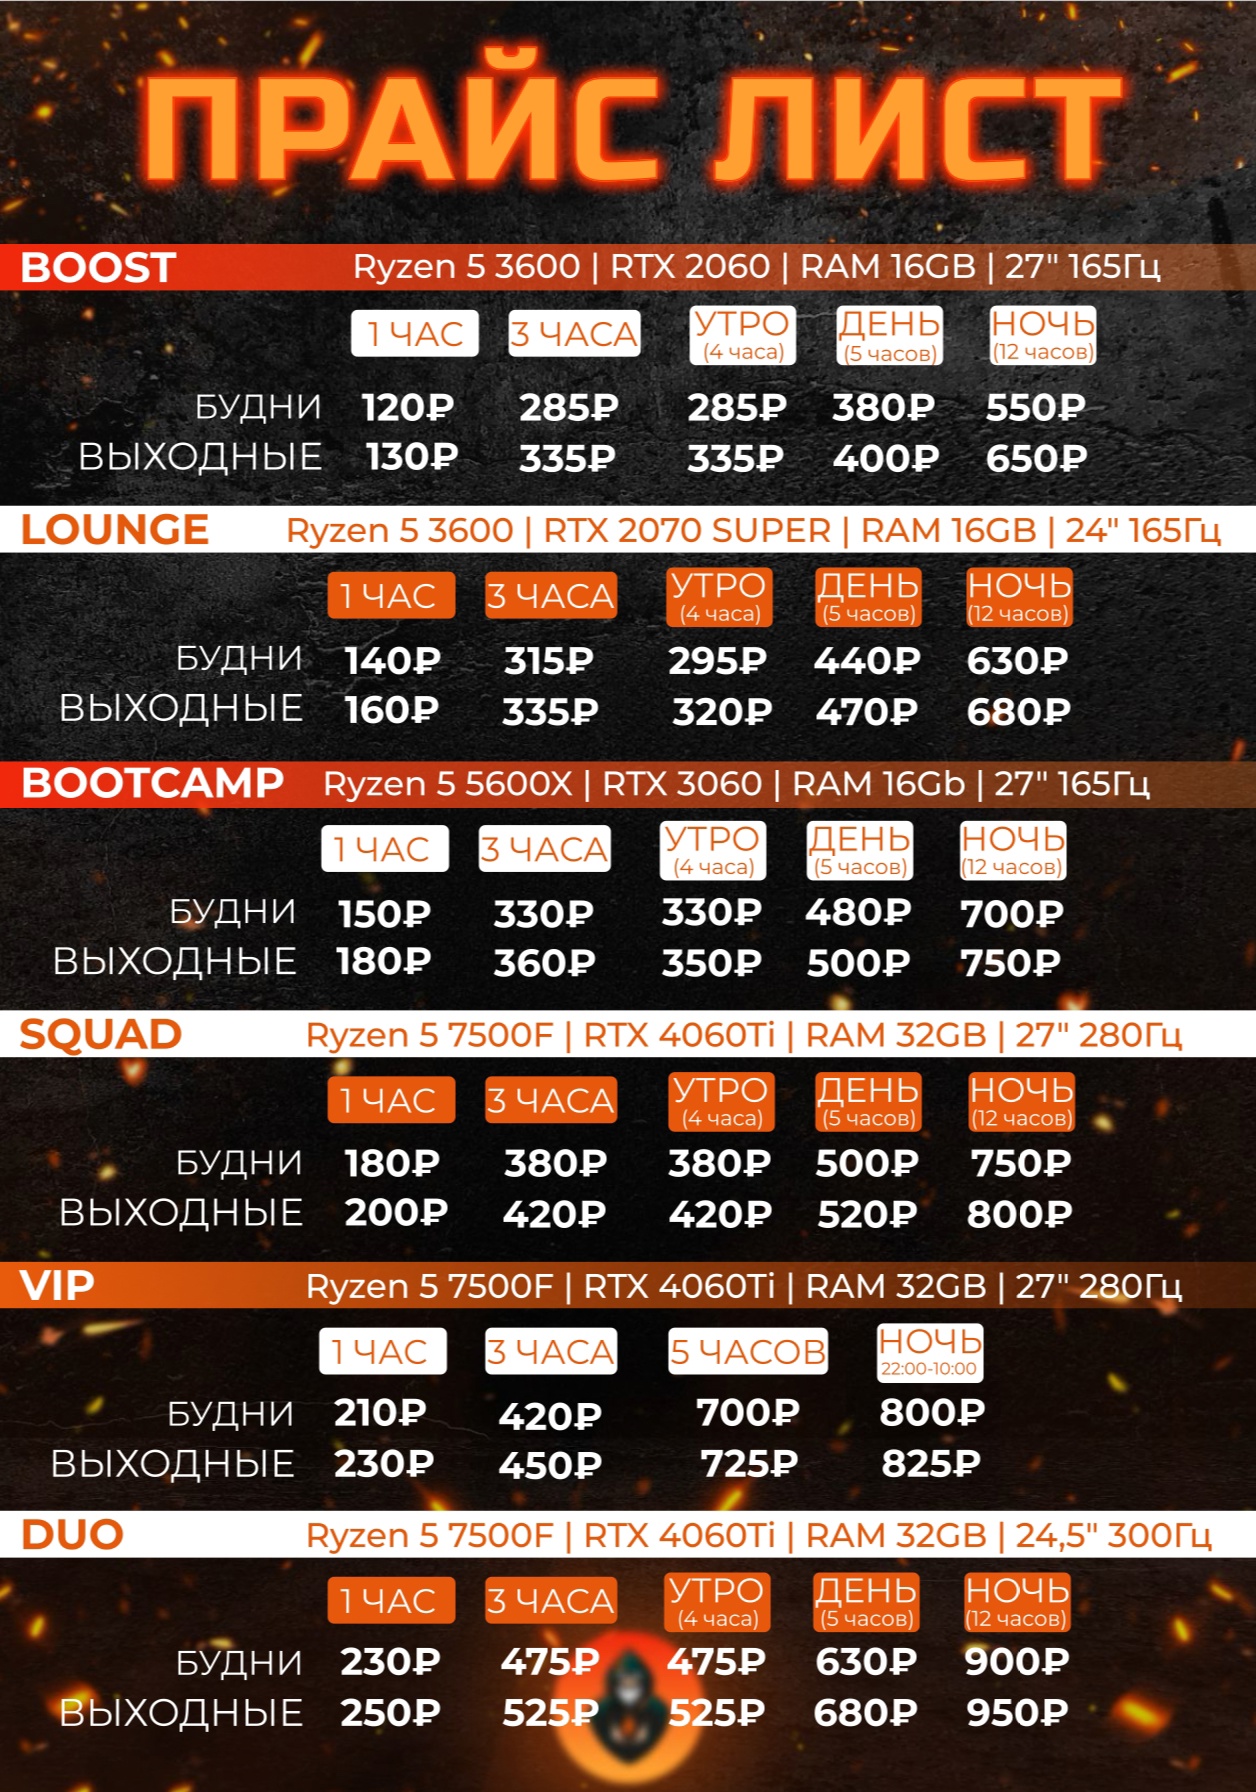 ПРАЙС ЛИСТ
BOOST Ryzen 5 3600 | RTX 2060 | RAM 16GB | 27" 165Гц
1 ЧАС 3 ЧАСА УТРО (4 часа) ДЕНЬ (5 часов) НОЧЬ (12 часов)
БУДНИ 120₽ 285₽ 285₽ 380₽ 550₽
ВЫХОДНЫЕ 130₽ 335₽ 335₽ 400₽ 650₽
LOUNGE Ryzen 5 3600 | RTX 2070 SUPER | RAM 16GB | 24" 165Гц
1 ЧАС 3 ЧАСА УТРО (4 часа) ДЕНЬ (5 часов) НОЧЬ (12 часов)
БУДНИ 140₽ 315₽ 295₽ 440₽ 630₽
ВЫХОДНЫЕ 160₽ 335₽ 320₽ 470₽ 680₽
BOOTCAMP Ryzen 5 5600X | RTX 3060 | RAM 16Gb | 27" 165Гц
1 ЧАС 3 ЧАСА УТРО (4 часа) ДЕНЬ (5 часов) НОЧЬ (12 часов)
БУДНИ 150₽ 330₽ 330₽ 480₽ 700₽
ВЫХОДНЫЕ 180₽ 360₽ 350₽ 500₽ 750₽
SQUAD Ryzen 5 7500F | RTX 4060Ti | RAM 32GB | 27" 280Гц
1 ЧАС 3 ЧАСА УТРО (4 часа) ДЕНЬ (5 часов) НОЧЬ (12 часов)
БУДНИ 180₽ 380₽ 380₽ 500₽ 750₽
ВЫХОДНЫЕ 200₽ 420₽ 420₽ 520₽ 800₽
VIP Ryzen 5 7500F | RTX 4060Ti | RAM 32GB | 27" 280Гц
1 ЧАС 3 ЧАСА 5 ЧАСОВ НОЧЬ 22:00-10:00
БУДНИ 210₽ 420₽ 700₽ 800₽
ВЫХОДНЫЕ 230₽ 450₽ 725₽ 825₽
DUO Ryzen 5 7500F | RTX 4060Ti | RAM 32GB | 24,5" 300Гц
1 ЧАС 3 ЧАСА УТРО (4 часа) ДЕНЬ (5 часов) НОЧЬ (12 часов)
БУДНИ 230₽ 475₽ 475₽ 630₽ 900₽
ВЫХОДНЫЕ 250₽ 525₽ 525₽ 680₽ 950₽